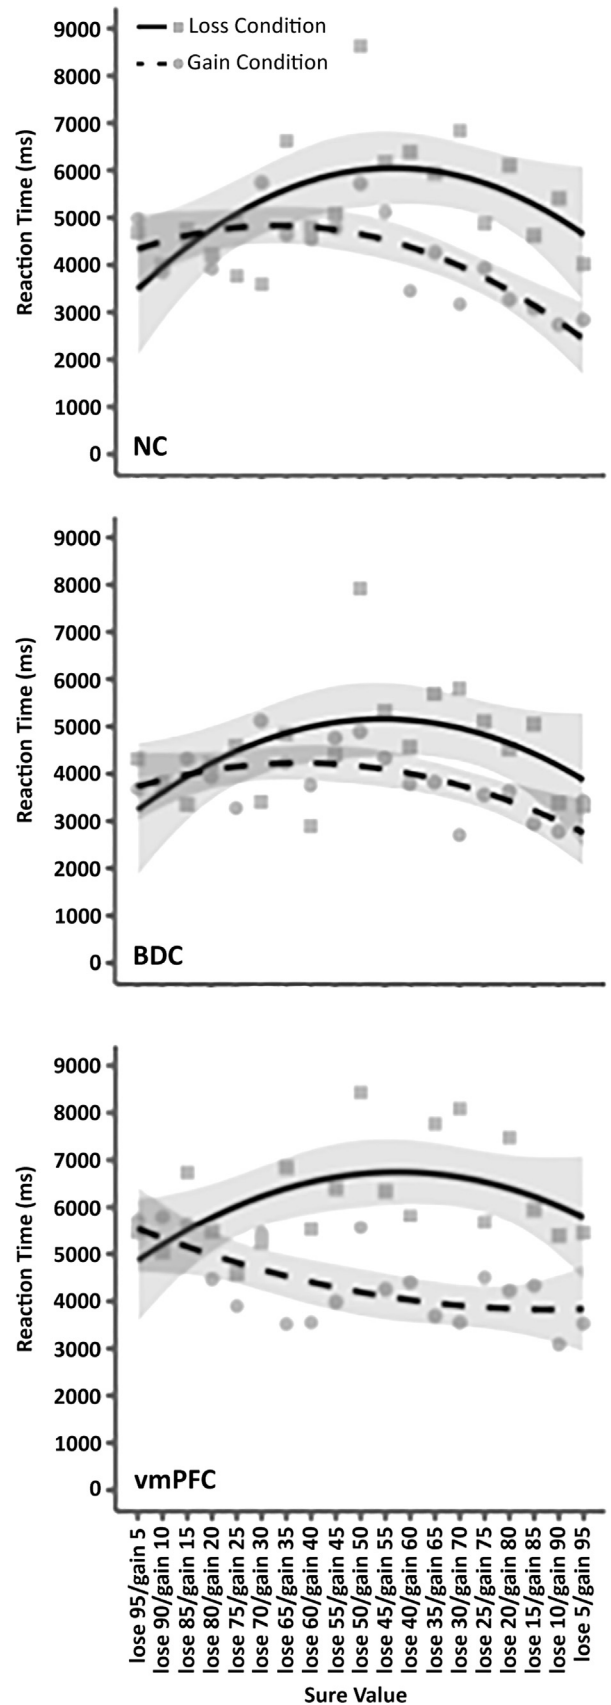 Loss Condition
Gain Condition
Reaction Time (ms)
9000
8000
7000
6000
5000
4000
3000
2000
1000
0
NC
Reaction Time (ms)
9000
8000
7000
6000
5000
4000
3000
2000
1000
0
BDC
Reaction Time (ms)
9000
8000
7000
6000
5000
4000
3000
2000
1000
0
vmPFC
lose 95/gain 5
lose 90/gain 10
lose 85/gain 15
lose 80/gain 20
lose 75/gain 25
lose 70/gain 30
lose 65/gain 35
lose 60/gain 40
lose 55/gain 45
lose 50/gain 50
lose 45/gain 55
lose 40/gain 60
lose 35/gain 65
lose 30/gain 70
lose 25/gain 75
lose 20/gain 80
lose 15/gain 85
lose 10/gain 90
lose 5/gain 95
Sure Value